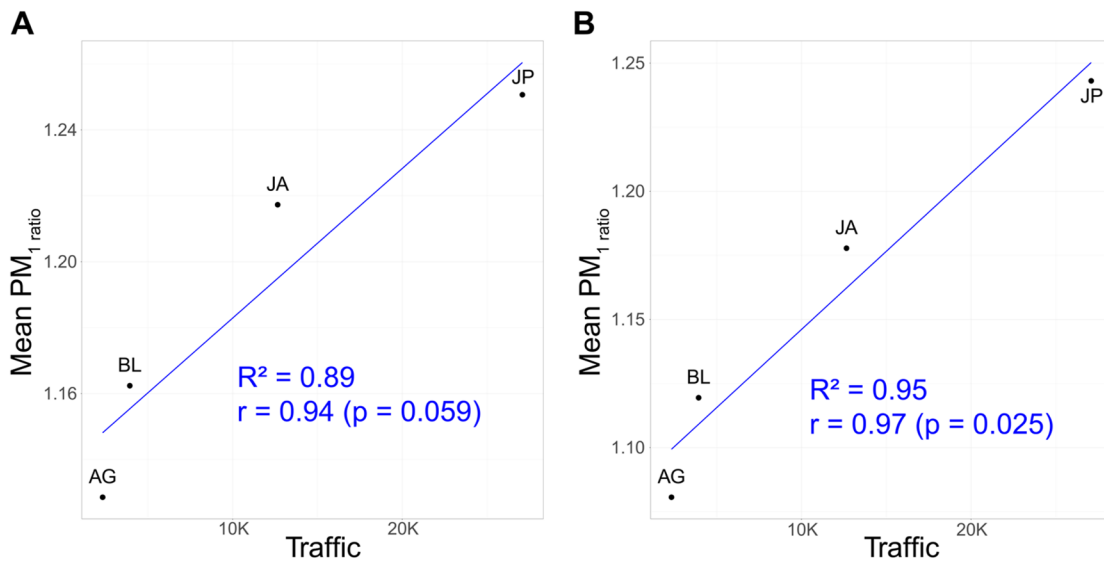 A
Mean PM1 ratio
1.24
1.20
1.16
JP
JA
BL
AG
R² = 0.89
r = 0.94 (p = 0.059)
10K
20K
Traffic
B
Mean PM1 ratio
1.25
1.20
1.15
1.10
JP
JA
BL
AG
R² = 0.95
r = 0.97 (p = 0.025)
10K
20K
Traffic